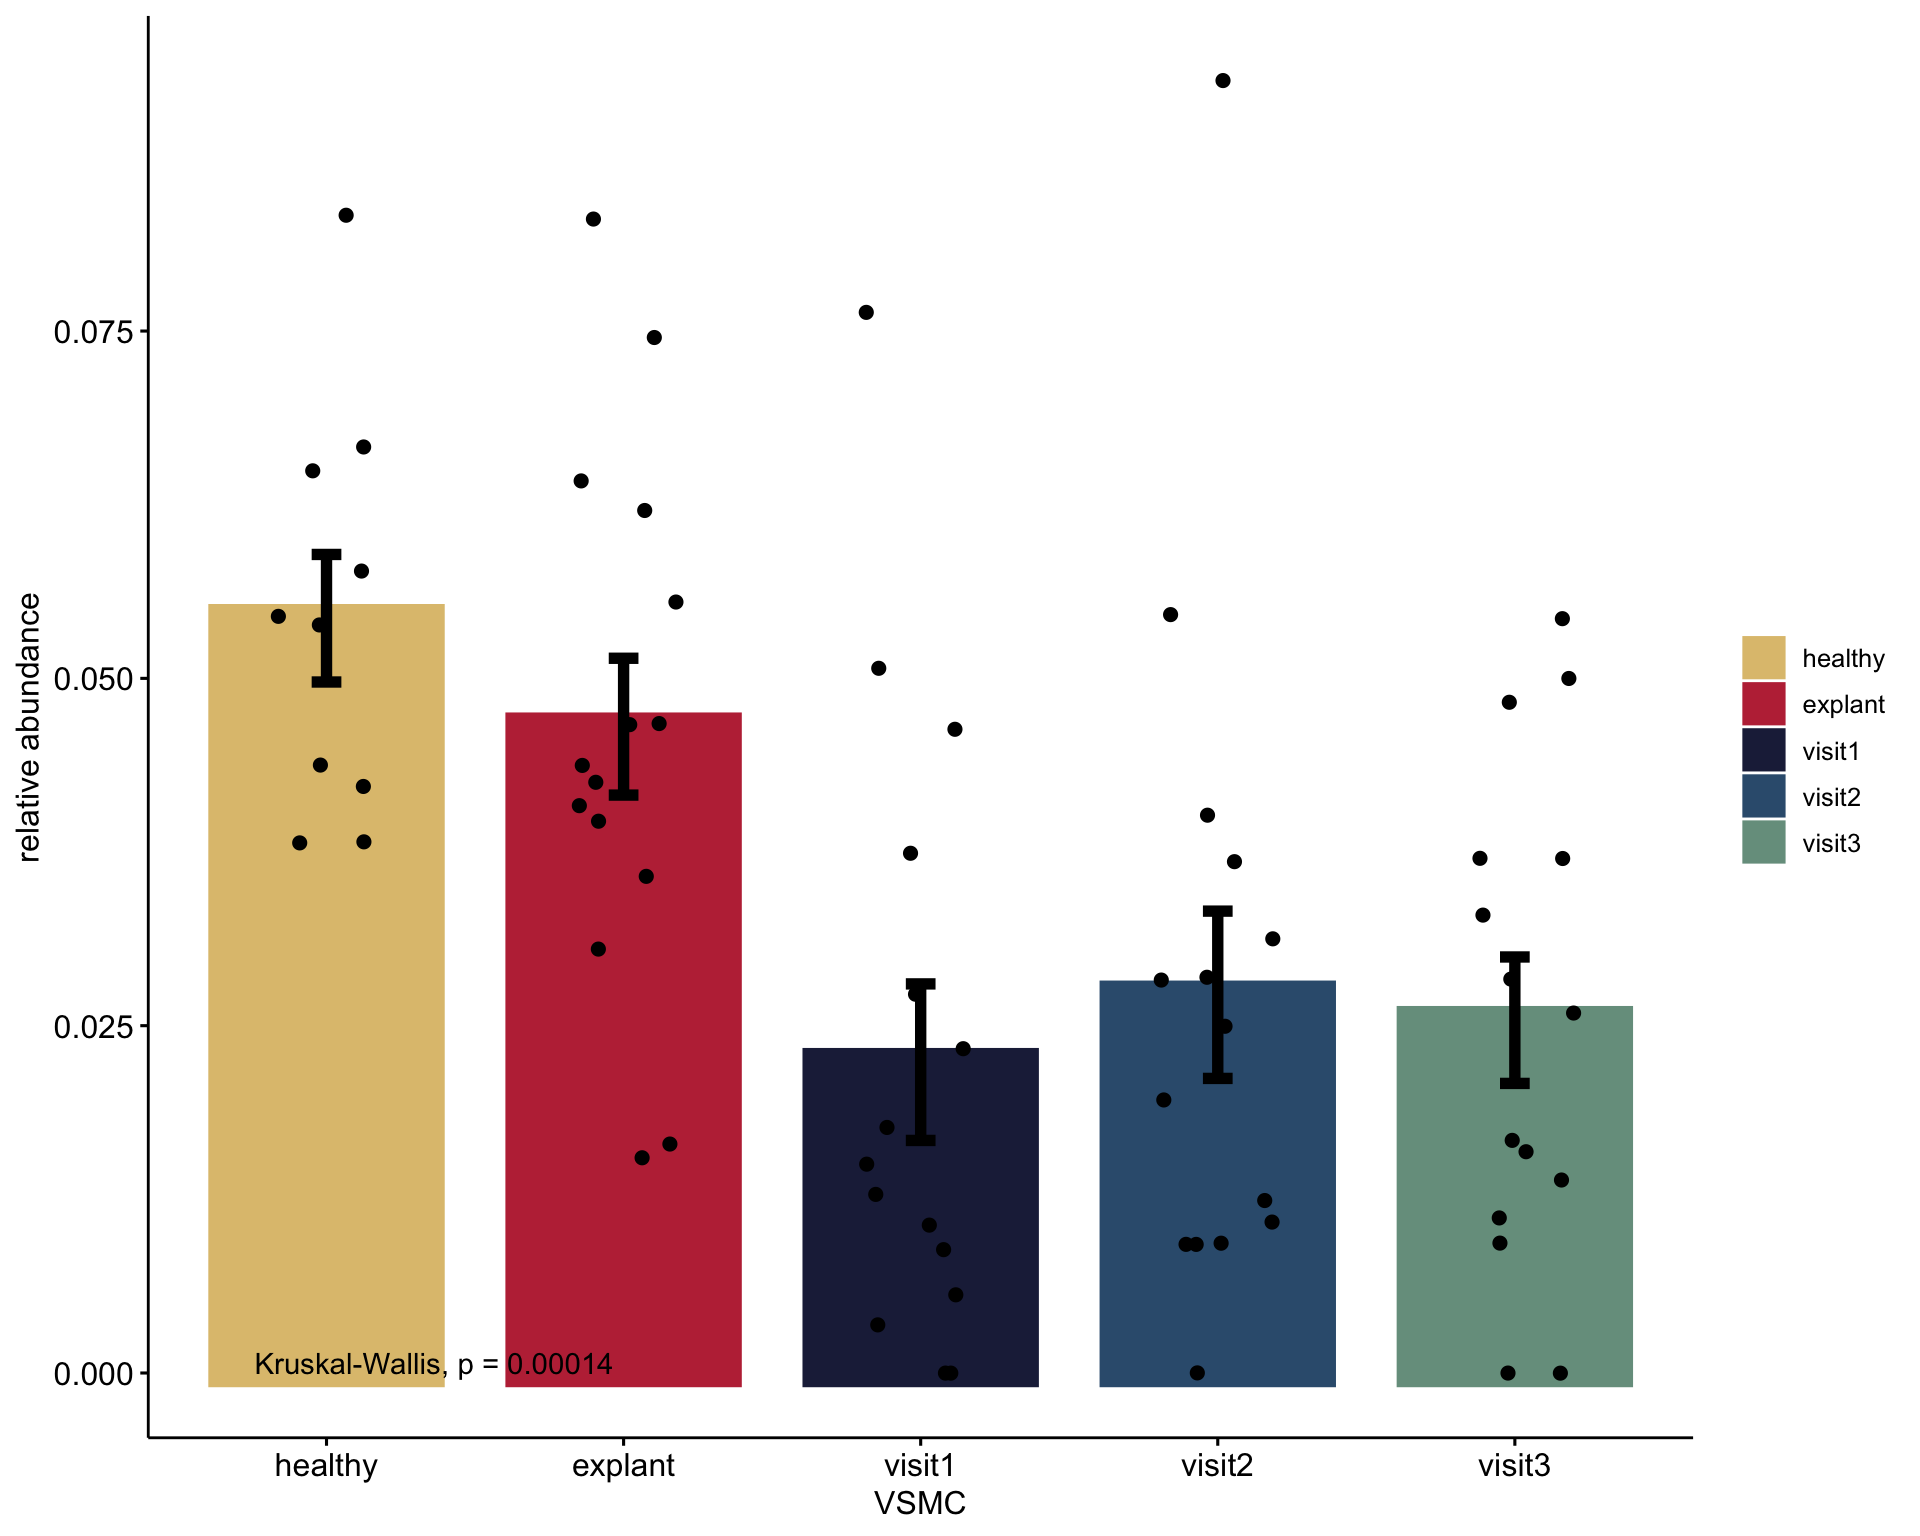 0.075
0.050
0.025
0.000
relative abundance
Kruskal-Wallis, p = 0.00014
healthy
explant
visit1
visit2
visit3
VSMC
healthy
explant
visit1
visit2
visit3